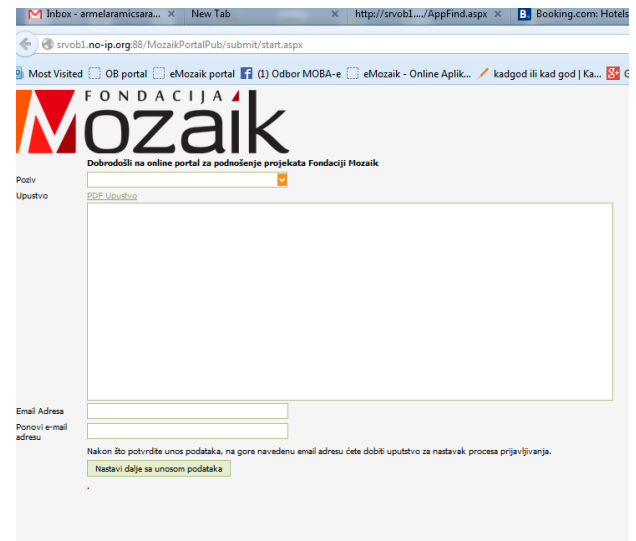 Inbox - armelaramicsara... ×
New Tab ×
http://srvob1..../AppFind.aspx ×
B. Booking.com: Hotels
srvob1.no-ip.org:88/MozaikPortalPub/submit/start.aspx
Most Visited OB portal eMozaik portal (1) Odbor MOBA-e eMozaik - Online Aplik... kadgod ili kad god | Ka... G
FONDACIJA
Mozaik
Dobrodošli na online portal za podnošenje projekata Fondaciji Mozaik
Poziv
Upustvo PDF Upustvo
Email Adresa
Ponovi e-mail
adresu
Nakon što potvrdite unos podataka, na gore navedenu email adresu ćete dobiti uputstvo za nastavak procesa prijavljivanja.
Nastavi dalje sa unosom podataka